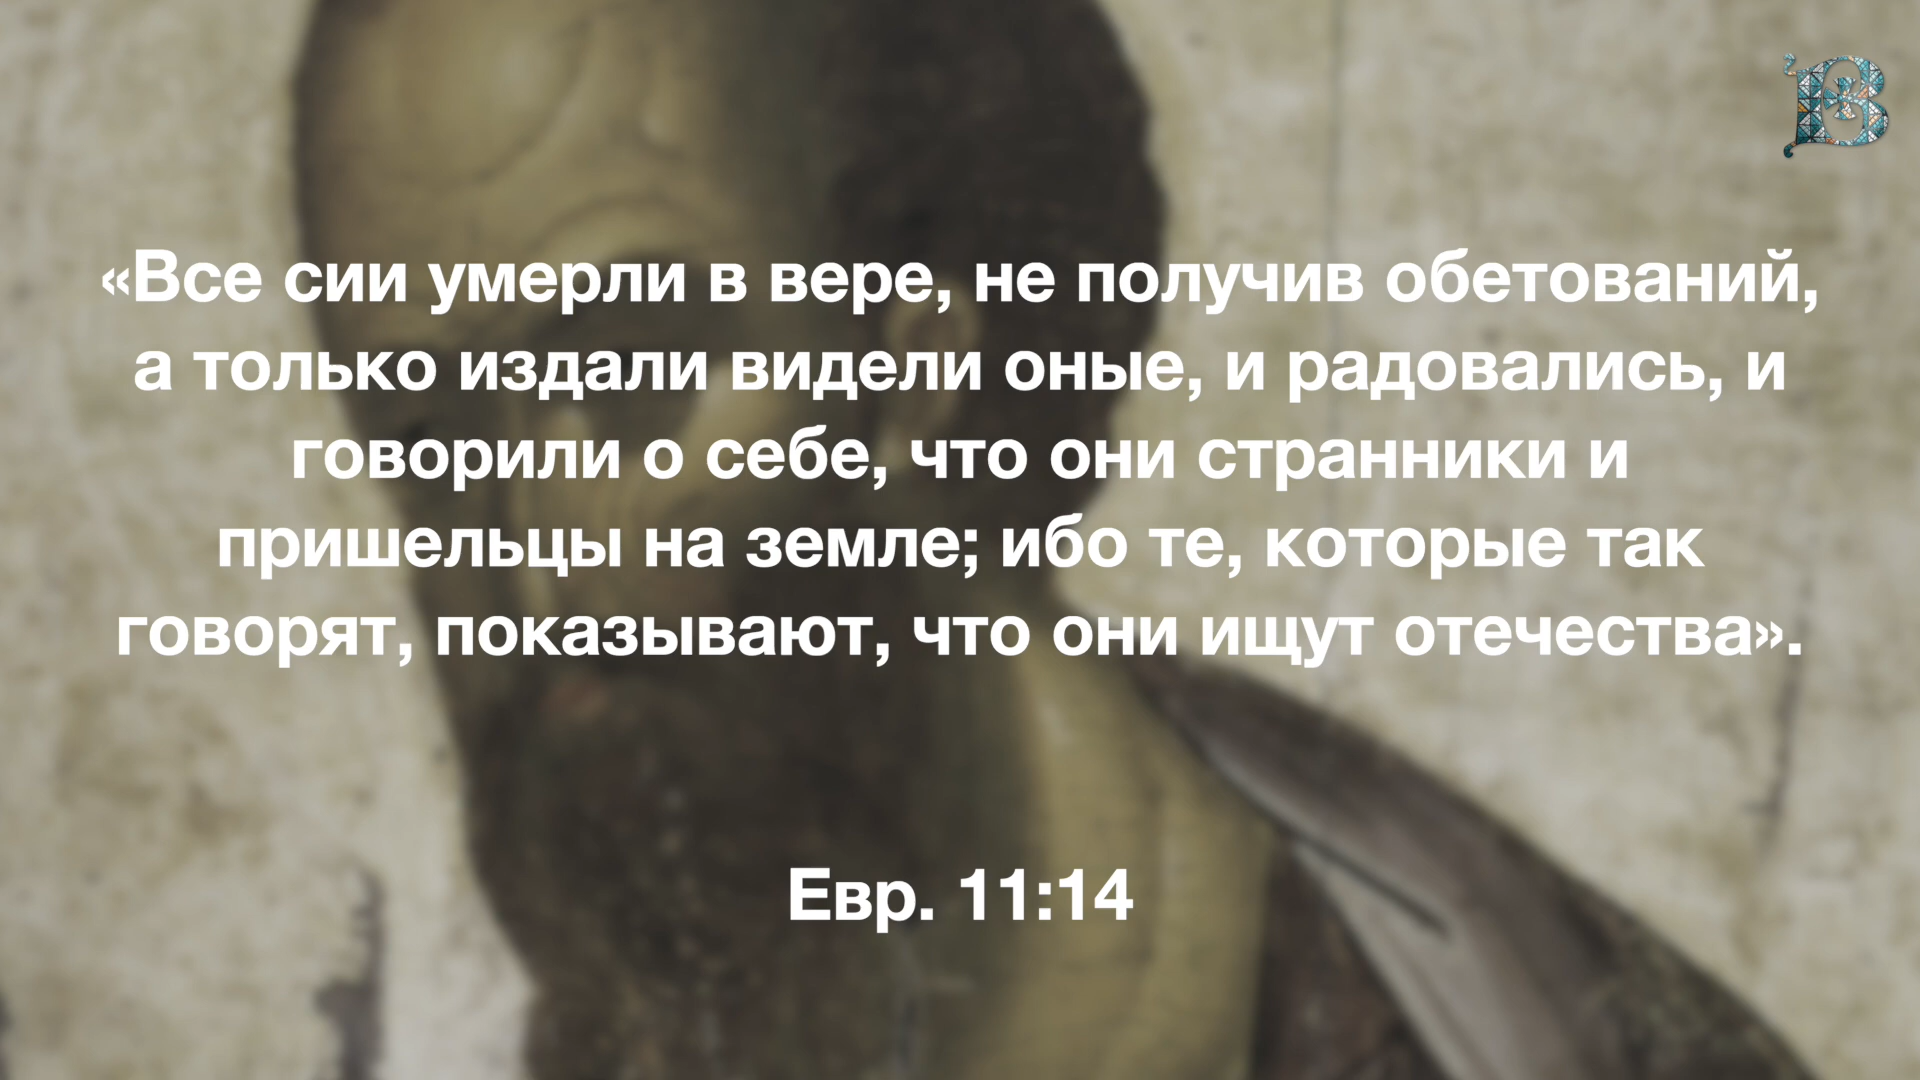 «Все сии умерли в вере, не получив обетований,
а только издали видели оные, и радовались, и
говорили о себе, что они странники и
пришельцы на земле; ибо те, которые так
говорят, показывают, что они ищут отечества».
Евр. 11:14